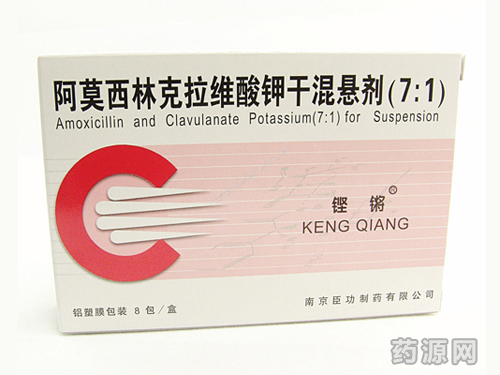 阿莫西林克拉维酸钾干混悬剂(7:1)
Amoxicillin and Clavulanate Potassium(7:1) for Suspension
铿锵®
KENG QIANG
铝塑膜包装 8包/盒
南京臣功制药有限公司
药源网